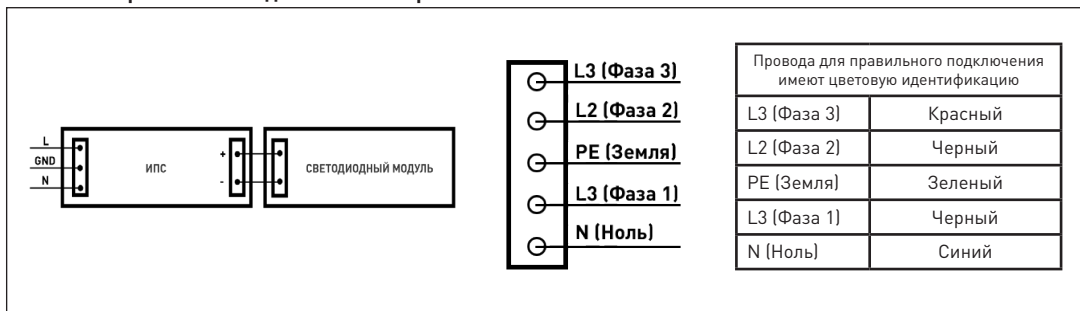 L
GND
N
ИПС
+
-
СВЕТОДИОДНЫЙ МОДУЛЬ
L3 (Фаза 3)
L2 (Фаза 2)
PE (Земля)
L3 (Фаза 1)
N (Ноль)
Провода для правильного подключения
имеют цветовую идентификацию
L3 (Фаза 3) Красный
L2 (Фаза 2) Черный
PE (Земля) Зеленый
L3 (Фаза 1) Черный
N (Ноль) Синий